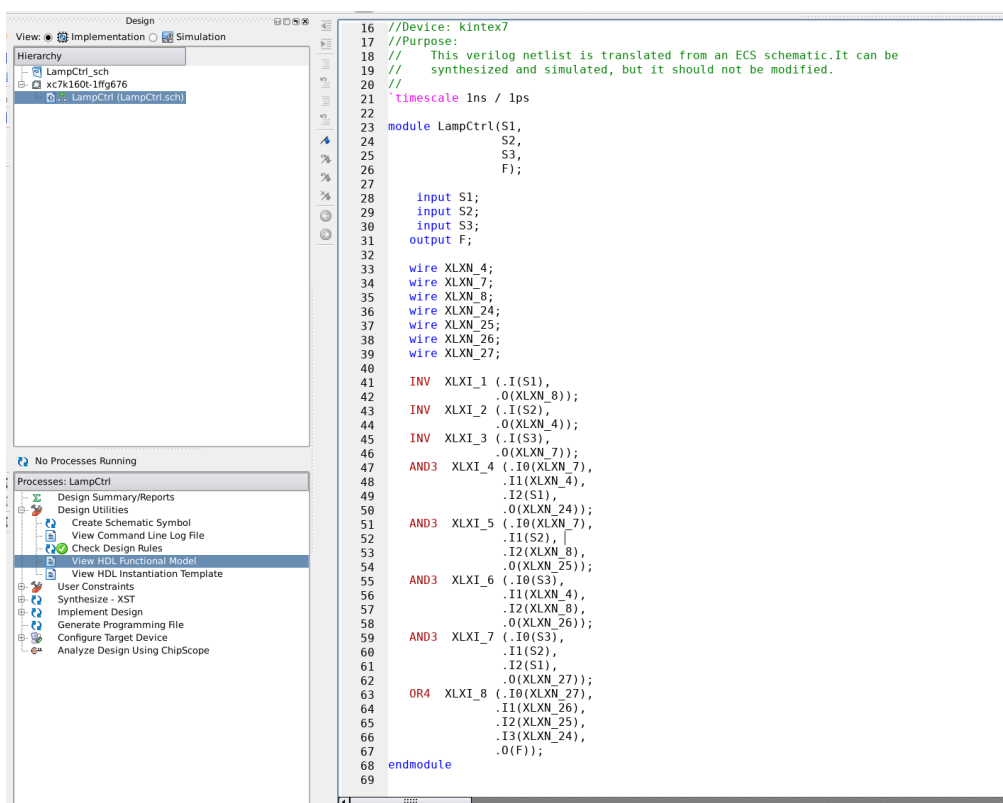 Design
View: Implementation Simulation
Hierarchy
LampCtrl_sch
xc7k160t-1ffg676
LampCtrl (LampCtrl.sch)
No Processes Running
Processes: LampCtrl
Design Summary/Reports
Design Utilities
Create Schematic Symbol
View Command Line Log File
Check Design Rules
View HDL Functional Model
View HDL Instantiation Template
User Constraints
Synthesize - XST
Implement Design
Generate Programming File
Configure Target Device
Analyze Design Using ChipScope
16 //Device: kintex7
17 //Purpose:
18 //    This verilog netlist is translated from an ECS schematic.It can be
19 //    synthesized and simulated, but it should not be modified.
20 //
21 `timescale 1ns / 1ps
22
23 module LampCtrl(S1,
24                 S2,
25                 S3,
26                 F);
27
28     input S1;
29     input S2;
30     input S3;
31    output F;
32
33    wire XLXN_4;
34    wire XLXN_7;
35    wire XLXN_8;
36    wire XLXN_24;
37    wire XLXN_25;
38    wire XLXN_26;
39    wire XLXN_27;
40
41    INV  XLXI_1 (.I(S1),
42                .O(XLXN_8));
43    INV  XLXI_2 (.I(S2),
44                .O(XLXN_4));
45    INV  XLXI_3 (.I(S3),
46                .O(XLXN_7));
47    AND3  XLXI_4 (.I0(XLXN_7),
48                 .I1(XLXN_4),
49                 .I2(S1),
50                 .O(XLXN_24));
51    AND3  XLXI_5 (.I0(XLXN_7),
52                 .I1(S2),
53                 .I2(XLXN_8),
54                 .O(XLXN_25));
55    AND3  XLXI_6 (.I0(S3),
56                 .I1(XLXN_4),
57                 .I2(XLXN_8),
58                 .O(XLXN_26));
59    AND3  XLXI_7 (.I0(S3),
60                 .I1(S2),
61                 .I2(S1),
62                 .O(XLXN_27));
63    OR4  XLXI_8 (.I0(XLXN_27),
64                .I1(XLXN_26),
65                .I2(XLXN_25),
66                .I3(XLXN_24),
67                .O(F));
68 endmodule
69